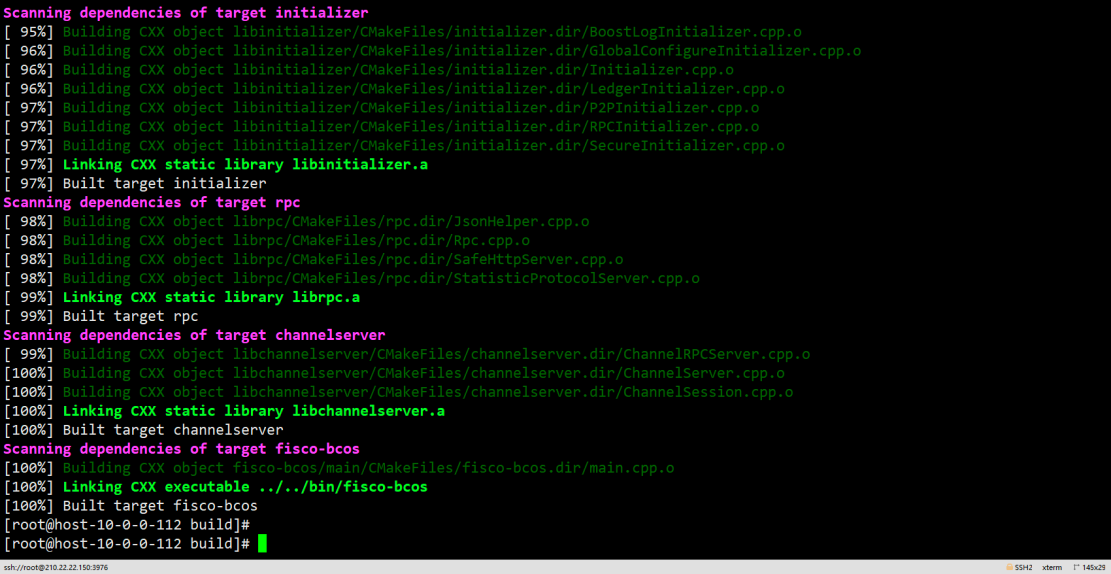 Scanning dependencies of target initializer
[ 95%] Building CXX object libinitializer/CMakeFiles/initializer.dir/BoostLogInitializer.cpp.o
[ 96%] Building CXX object libinitializer/CMakeFiles/initializer.dir/GlobalConfigureInitializer.cpp.o
[ 96%] Building CXX object libinitializer/CMakeFiles/initializer.dir/Initializer.cpp.o
[ 96%] Building CXX object libinitializer/CMakeFiles/initializer.dir/LedgerInitializer.cpp.o
[ 97%] Building CXX object libinitializer/CMakeFiles/initializer.dir/P2PInitializer.cpp.o
[ 97%] Building CXX object libinitializer/CMakeFiles/initializer.dir/RPCInitializer.cpp.o
[ 97%] Building CXX object libinitializer/CMakeFiles/initializer.dir/SecureInitializer.cpp.o
[ 97%] Linking CXX static library libinitializer.a
[ 97%] Built target initializer
Scanning dependencies of target rpc
[ 98%] Building CXX object librpc/CMakeFiles/rpc.dir/JsonHelper.cpp.o
[ 98%] Building CXX object librpc/CMakeFiles/rpc.dir/Rpc.cpp.o
[ 98%] Building CXX object librpc/CMakeFiles/rpc.dir/SafeHttpServer.cpp.o
[ 98%] Building CXX object librpc/CMakeFiles/rpc.dir/StatisticProtocolServer.cpp.o
[ 99%] Linking CXX static library librpc.a
[ 99%] Built target rpc
Scanning dependencies of target channelserver
[ 99%] Building CXX object libchannelserver/CMakeFiles/channelserver.dir/ChannelRPCServer.cpp.o
[100%] Building CXX object libchannelserver/CMakeFiles/channelserver.dir/ChannelServer.cpp.o
[100%] Building CXX object libchannelserver/CMakeFiles/channelserver.dir/ChannelSession.cpp.o
[100%] Linking CXX static library libchannelserver.a
[100%] Built target channelserver
Scanning dependencies of target fisco-bcos
[100%] Building CXX object fisco-bcos/main/CMakeFiles/fisco-bcos.dir/main.cpp.o
[100%] Linking CXX executable ../../bin/fisco-bcos
[100%] Built target fisco-bcos
[root@host-10-0-0-112 build]#
[root@host-10-0-0-112 build]#
ssh://root@210.22.22.150:3976 SSH2 xterm 145x29